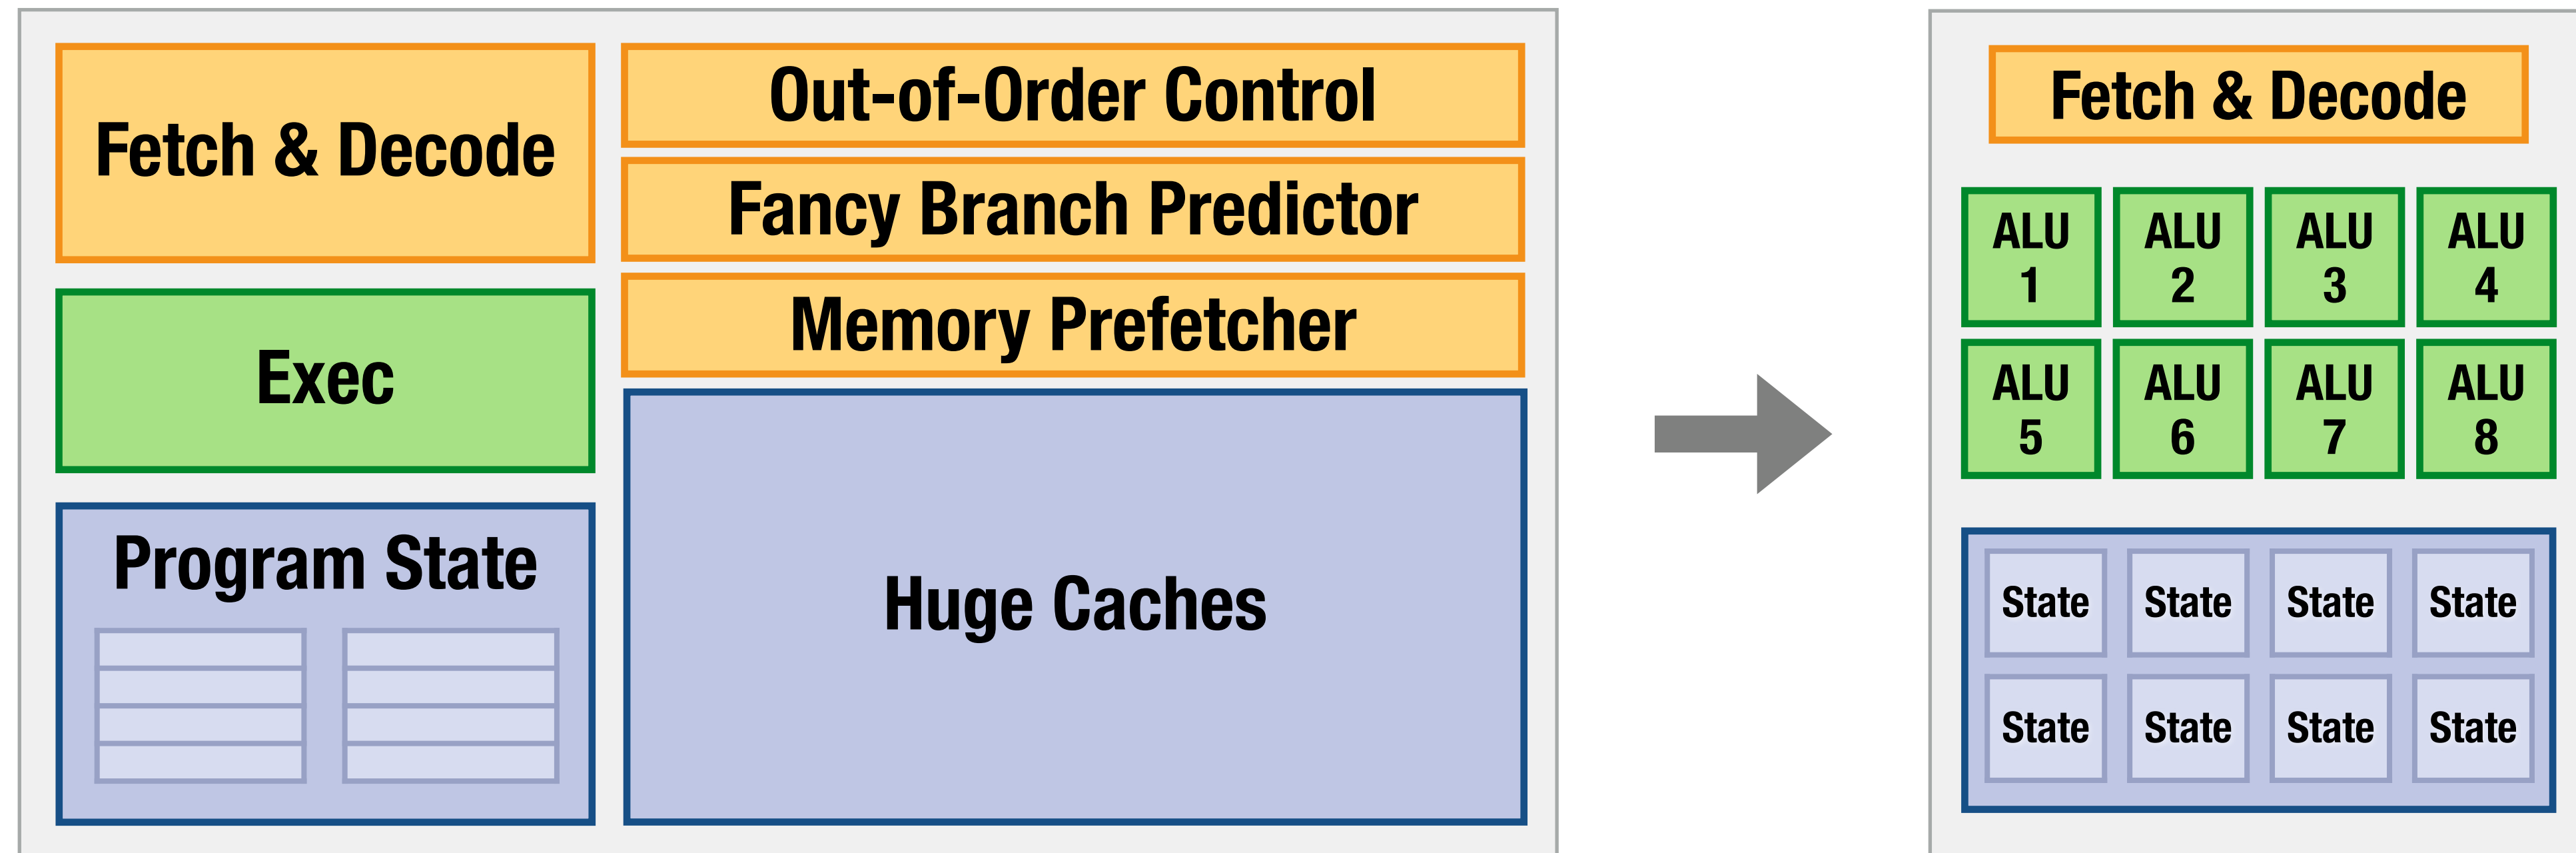 Fetch & Decode
Exec
Program State
Out-of-Order Control
Fancy Branch Predictor
Memory Prefetcher
Huge Caches
Fetch & Decode
ALU
1
ALU
2
ALU
3
ALU
4
ALU
5
ALU
6
ALU
7
ALU
8
State
State
State
State
State
State
State
State